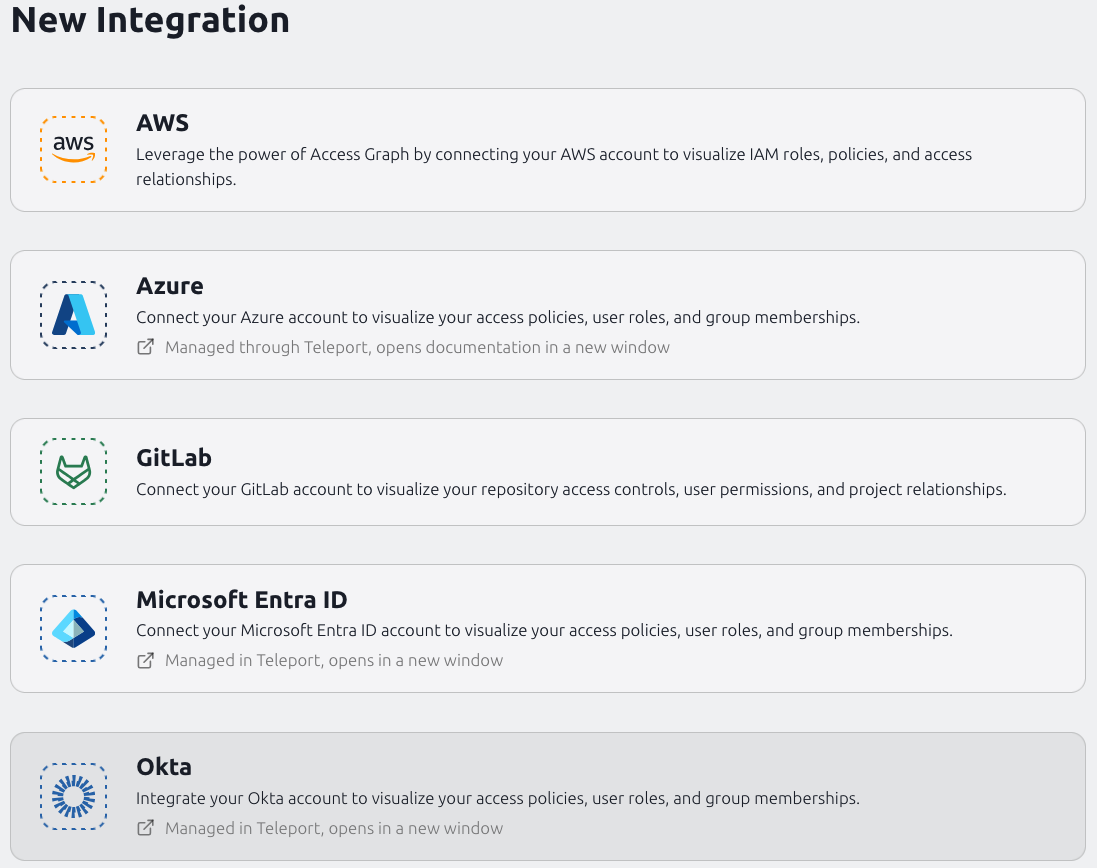 New Integration
aws
AWS
Leverage the power of Access Graph by connecting your AWS account to visualize IAM roles, policies, and access
relationships.
Azure
Connect your Azure account to visualize your access policies, user roles, and group memberships.
Managed through Teleport, opens documentation in a new window
GitLab
Connect your GitLab account to visualize your repository access controls, user permissions, and project relationships.
Microsoft Entra ID
Connect your Microsoft Entra ID account to visualize your access policies, user roles, and group memberships.
Managed in Teleport, opens in a new window
Okta
Integrate your Okta account to visualize your access policies, user roles, and group memberships.
Managed in Teleport, opens in a new window